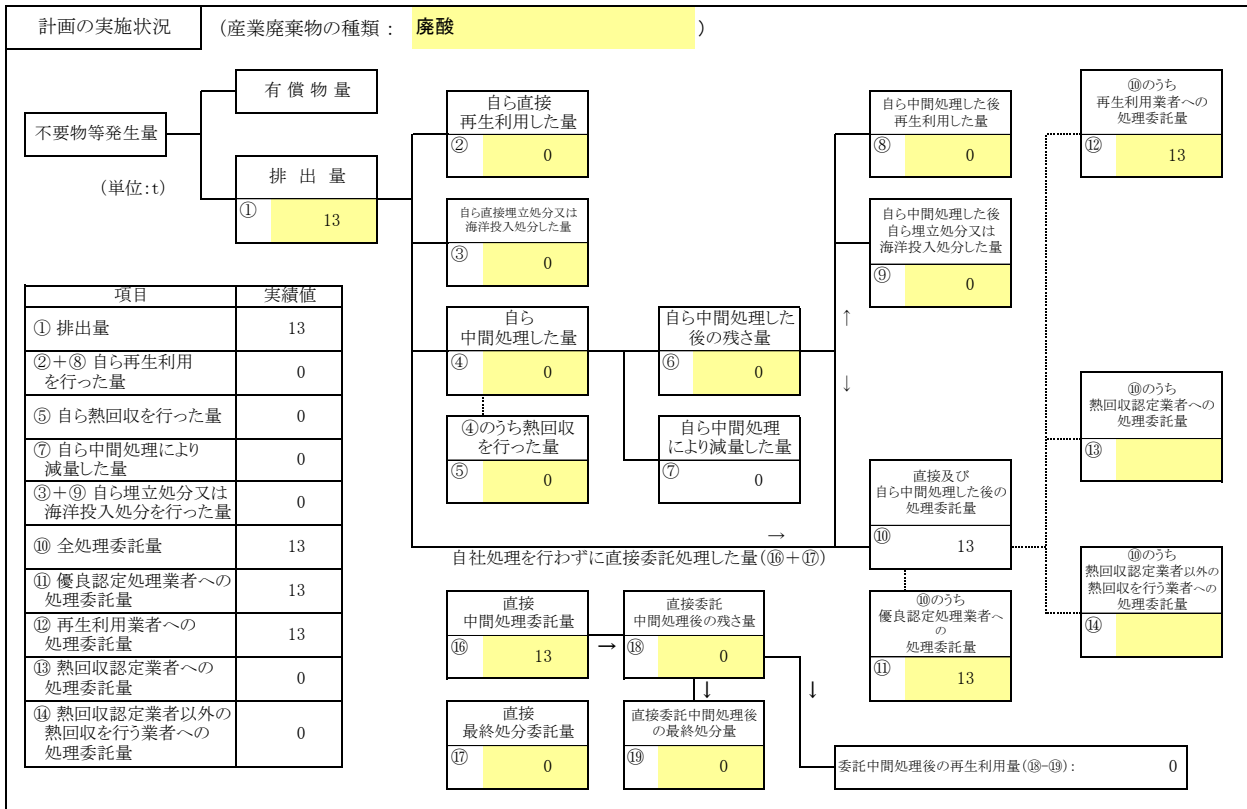 計画の実施状況
（産業廃棄物の種類： 廃酸 ）
有償物量
不要物等発生量
（単位:t）
排出量
① 13
自ら直接
再生利用した量
② 0
自ら直接埋立処分又は
海洋投入処分した量
③ 0
自ら
中間処理した量
④ 0
④のうち熱回収
を行った量
⑤ 0
自ら中間処理した
後の残さ量
⑥ 0
自ら中間処理
により減量した量
⑦ 0
自ら中間処理した後
再生利用した量
⑧ 0
自ら中間処理した後
自ら埋立処分又は
海洋投入処分した量
⑨ 0
↑
↓
直接及び
自ら中間処理した後の
処理委託量
⑩ 13
⑩のうち
優良認定処理業者へ
の
処理委託量
⑪ 13
⑩のうち
再生利用業者への
処理委託量
⑫ 13
⑩のうち
熱回収認定業者への
処理委託量
⑬
⑩のうち
熱回収認定業者以外の
熱回収を行う業者への
処理委託量
⑭
→
自社処理を行わずに直接委託処理した量（⑯＋⑰）
直接
中間処理委託量
⑯ 13
→
直接委託
中間処理後の残さ量
⑱ 0
↓
↓
直接
最終処分委託量
⑰ 0
直接委託中間処理後
の最終処分量
⑲ 0
委託中間処理後の再生利用量（⑱-⑲）： 0
項目 実績値
① 排出量 13
②＋⑧ 自ら再生利用
を行った量 0
⑤ 自ら熱回収を行った量 0
⑦ 自ら中間処理により
減量した量 0
③＋⑨ 自ら埋立処分又は
海洋投入処分を行った量 0
⑩ 全処理委託量 13
⑪ 優良認定処理業者への
処理委託量 13
⑫ 再生利用業者への
処理委託量 13
⑬ 熱回収認定業者への
処理委託量 0
⑭ 熱回収認定業者以外の
熱回収を行う業者への
処理委託量 0